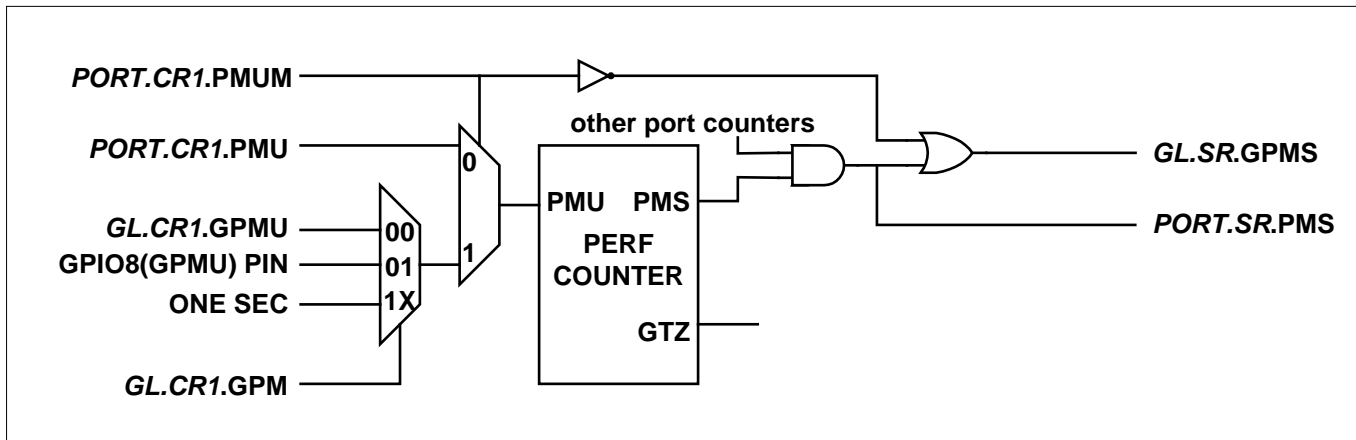 PORT.CR1.PMUM
other port counters
PORT.CR1.PMU
0
GL.SR.GPMS
PMU PMS
GL.CR1.GPMU
00
PORT.SR.PMS
PERF
COUNTER
GPIO8(GPMU) PIN
01
1
ONE SEC
1X
GTZ
GL.CR1.GPM